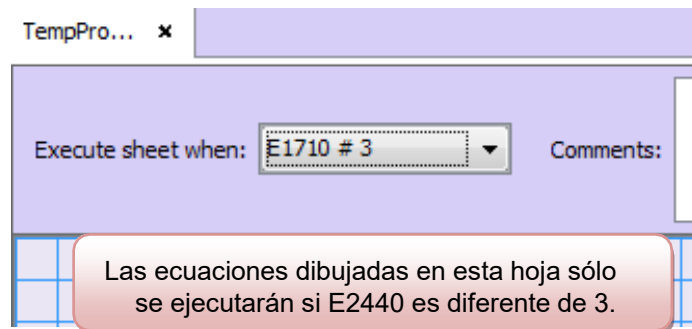 TempPro... ×
Execute sheet when: E1710 # 3 Comments:
Las ecuaciones dibujadas en esta hoja sólo
se ejecutarán si E2440 es diferente de 3.